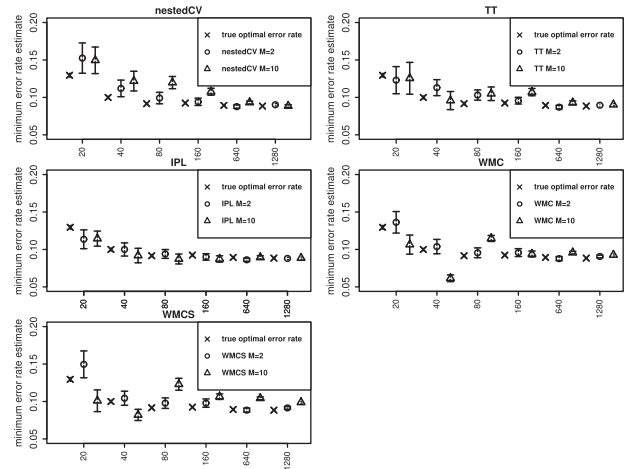 nestedCV
minimum error rate estimate
0.20
0.15
0.10
0.05
true optimal error rate
nestedCV M=2
nestedCV M=10
20
40
80
160
640
1280
TT
minimum error rate estimate
0.20
0.15
0.10
0.05
true optimal error rate
TT M=2
TT M=10
20
40
80
160
640
1280
IPL
minimum error rate estimate
0.20
0.15
0.10
0.05
true optimal error rate
IPL M=2
IPL M=10
20
40
80
160
640
1280
WMC
minimum error rate estimate
0.20
0.15
0.10
0.05
true optimal error rate
WMC M=2
WMC M=10
20
40
80
160
640
1280
WMCS
minimum error rate estimate
0.20
0.15
0.10
0.05
true optimal error rate
WMCS M=2
WMCS M=10
20
40
80
160
640
1280